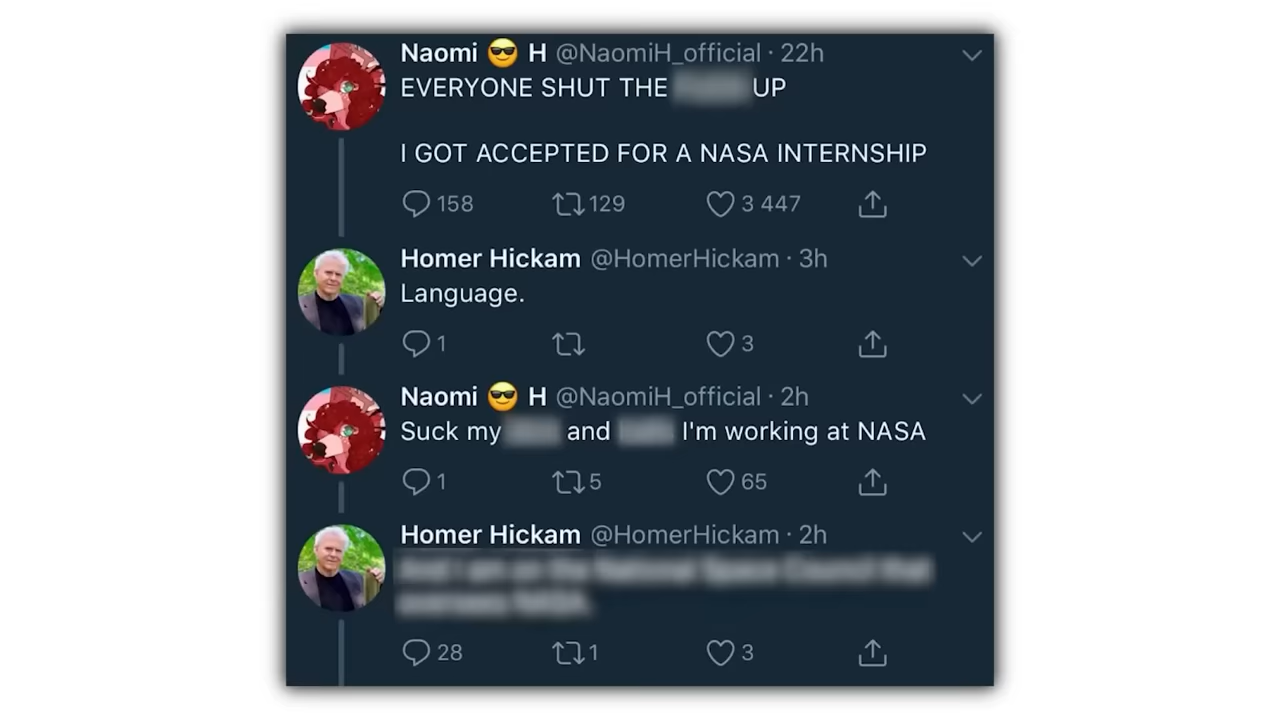 Naomi 😎 H @NaomiH_official · 22h
EVERYONE SHUT THE UP
I GOT ACCEPTED FOR A NASA INTERNSHIP
158 129 3 447
Homer Hickam @HomerHickam · 3h
Language.
1 3
Naomi 😎 H @NaomiH_official · 2h
Suck my and I'm working at NASA
1 5 65
Homer Hickam @HomerHickam · 2h
28 1 3